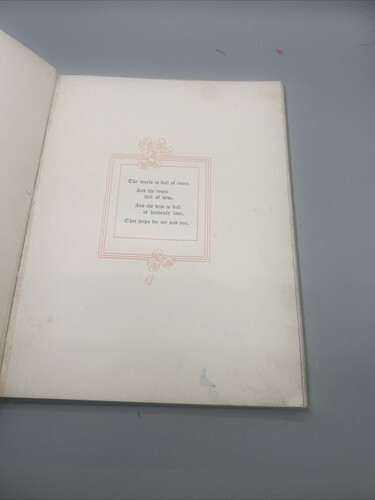 The world is full of roses,
And the roses
full of dew,
And the dew is full
of heavenly love,
That drips for me and you.